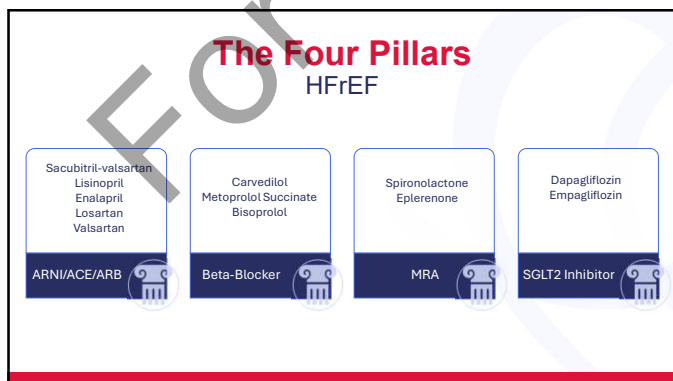 The Four Pillars
HFrEF
Sacubitril-valsartan
Lisinopril
Enalapril
Losartan
Valsartan
ARNI/ACE/ARB
Carvedilol
Metoprolol Succinate
Bisoprolol
Beta-Blocker
Spironolactone
Eplerenone
MRA
Dapagliflozin
Empagliflozin
SGLT2 Inhibitor